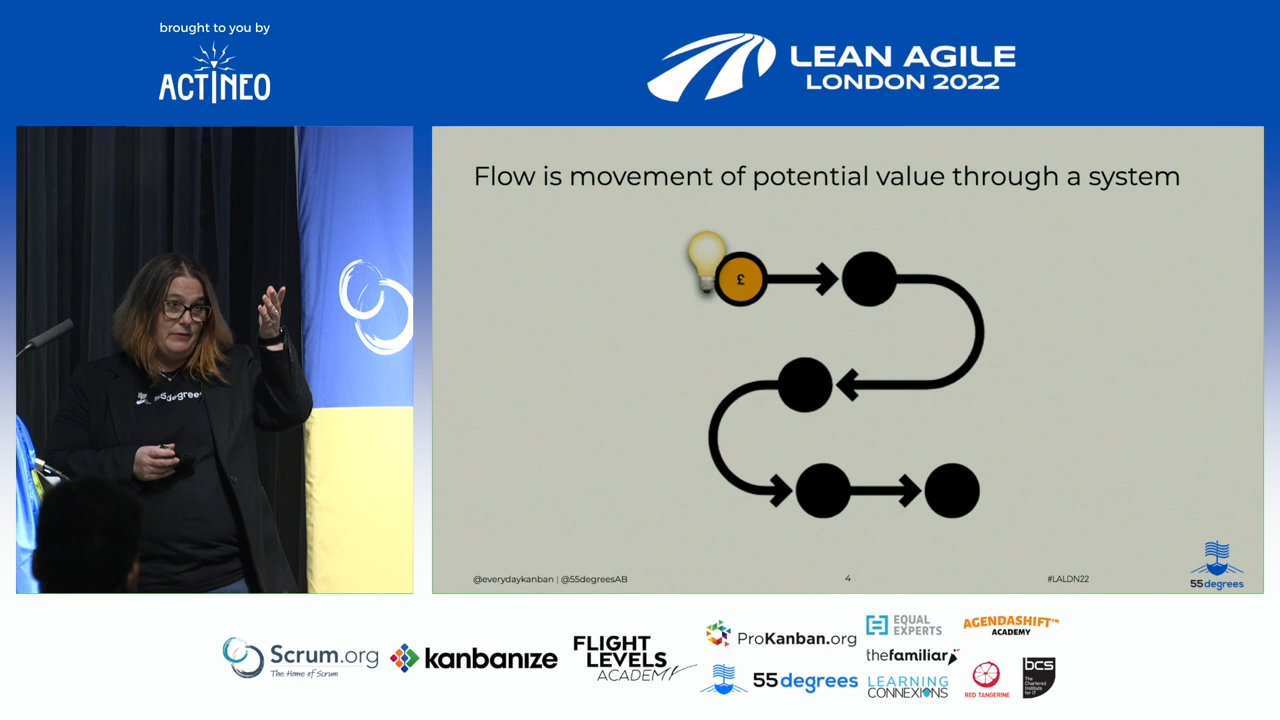 brought to you by
ACTINEO
LEAN AGILE
LONDON 2022
Flow is movement of potential value through a system
£
55degrees
@everydaykanban | @55degreesAB
4
#LALDN22
55degrees
Scrum.org
The Home of Scrum
kanbanize
FLIGHT
LEVELS
ACADEMY
ProKanban.org
55degrees
EQUAL
EXPERTS
thefamiliar
LEARNING
CONNEXIONS
AGENDASHIFT™
ACADEMY
RED TANGERINE
bcs
The
Chartered
Institute
for IT